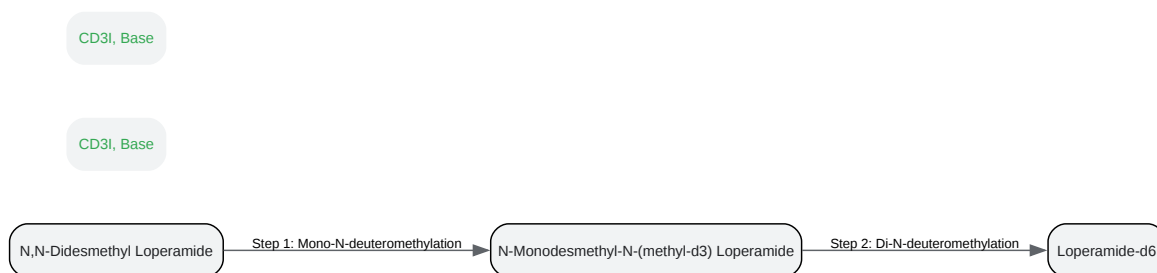 CD3I, Base
CD3I, Base
N,N-Didesmethyl Loperamide
Step 1: Mono-N-deuteromethylation
N-Monodesmethyl-N-(methyl-d3) Loperamide
Step 2: Di-N-deuteromethylation
Loperamide-d6